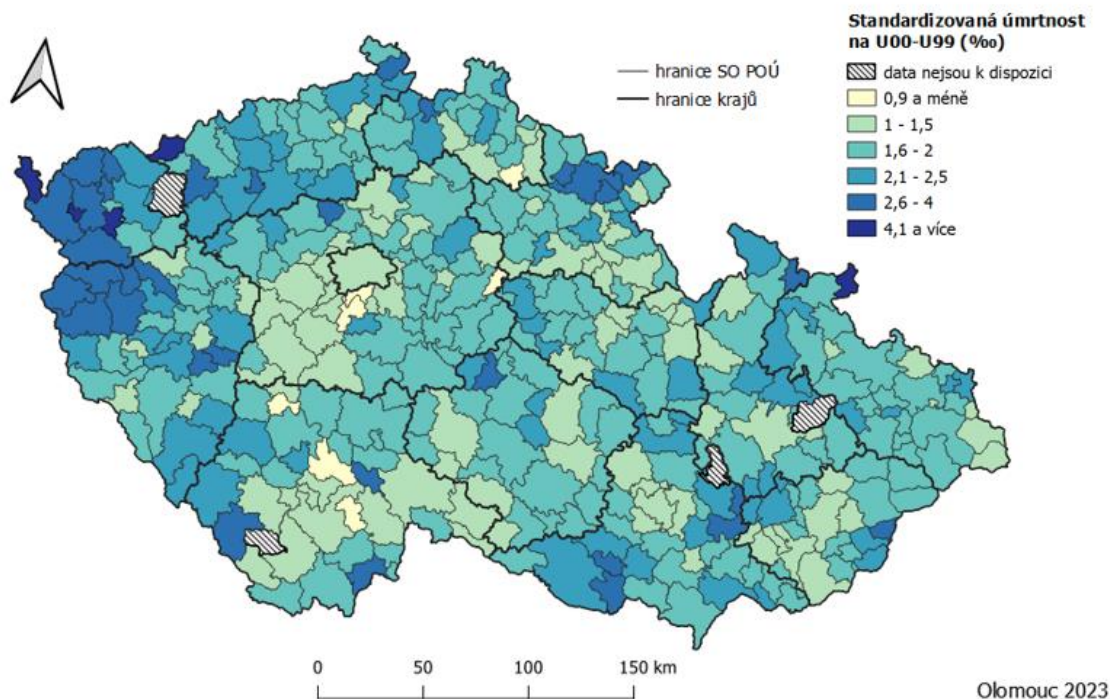 Standardizovaná úmrtnost
na U00-U99 (‰)
data nejsou k dispozici
0,9 a méně
1 - 1,5
1,6 - 2
2,1 - 2,5
2,6 - 4
4,1 a více
hranice SO POÚ
hranice krajů
0 50 100 150 km
Olomouc 2023